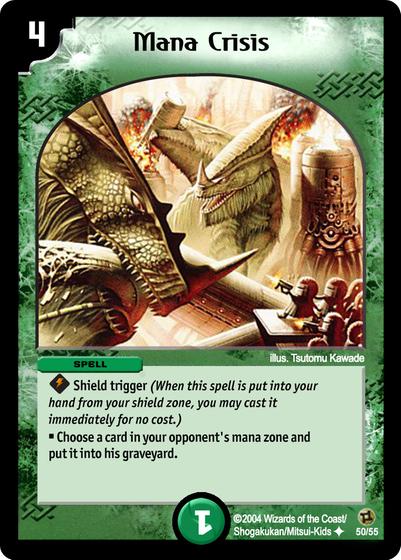 4
Mana Crisis
illus. Tsutomu Kawade
SPELL
Shield trigger (When this spell is put into your
hand from your shield zone, you may cast it
immediately for no cost.)
▪ Choose a card in your opponent's mana zone and
put it into his graveyard.
1
©2004 Wizards of the Coast/
Shogakukan/Mitsui-Kids ✦ 50/55